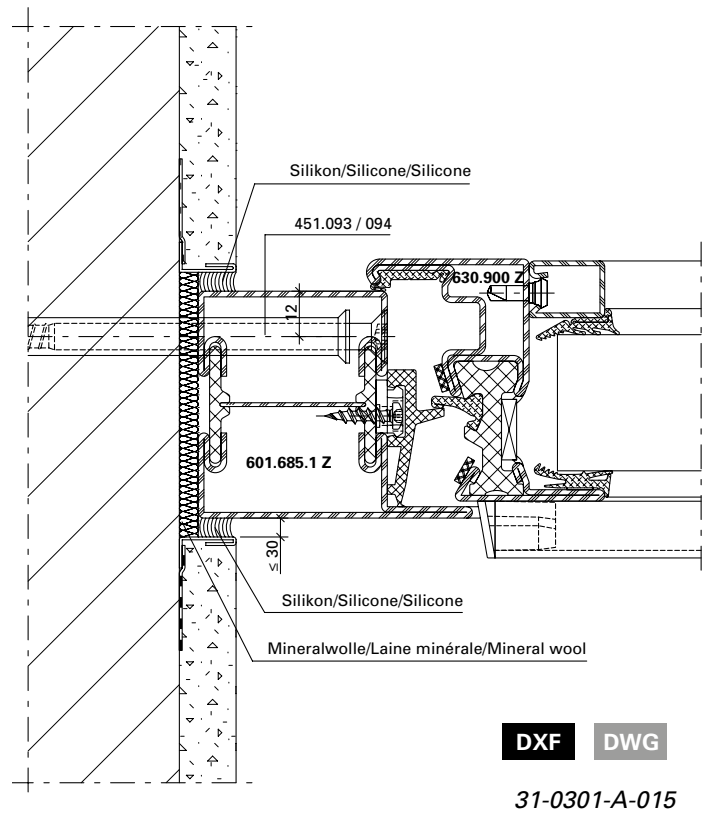 Silikon/Silicone/Silicone
451.093 / 094
630.900 Z
12
601.685.1 Z
≤ 30
Silikon/Silicone/Silicone
Mineralwolle/Laine minérale/Mineral wool
DXF DWG
31-0301-A-015